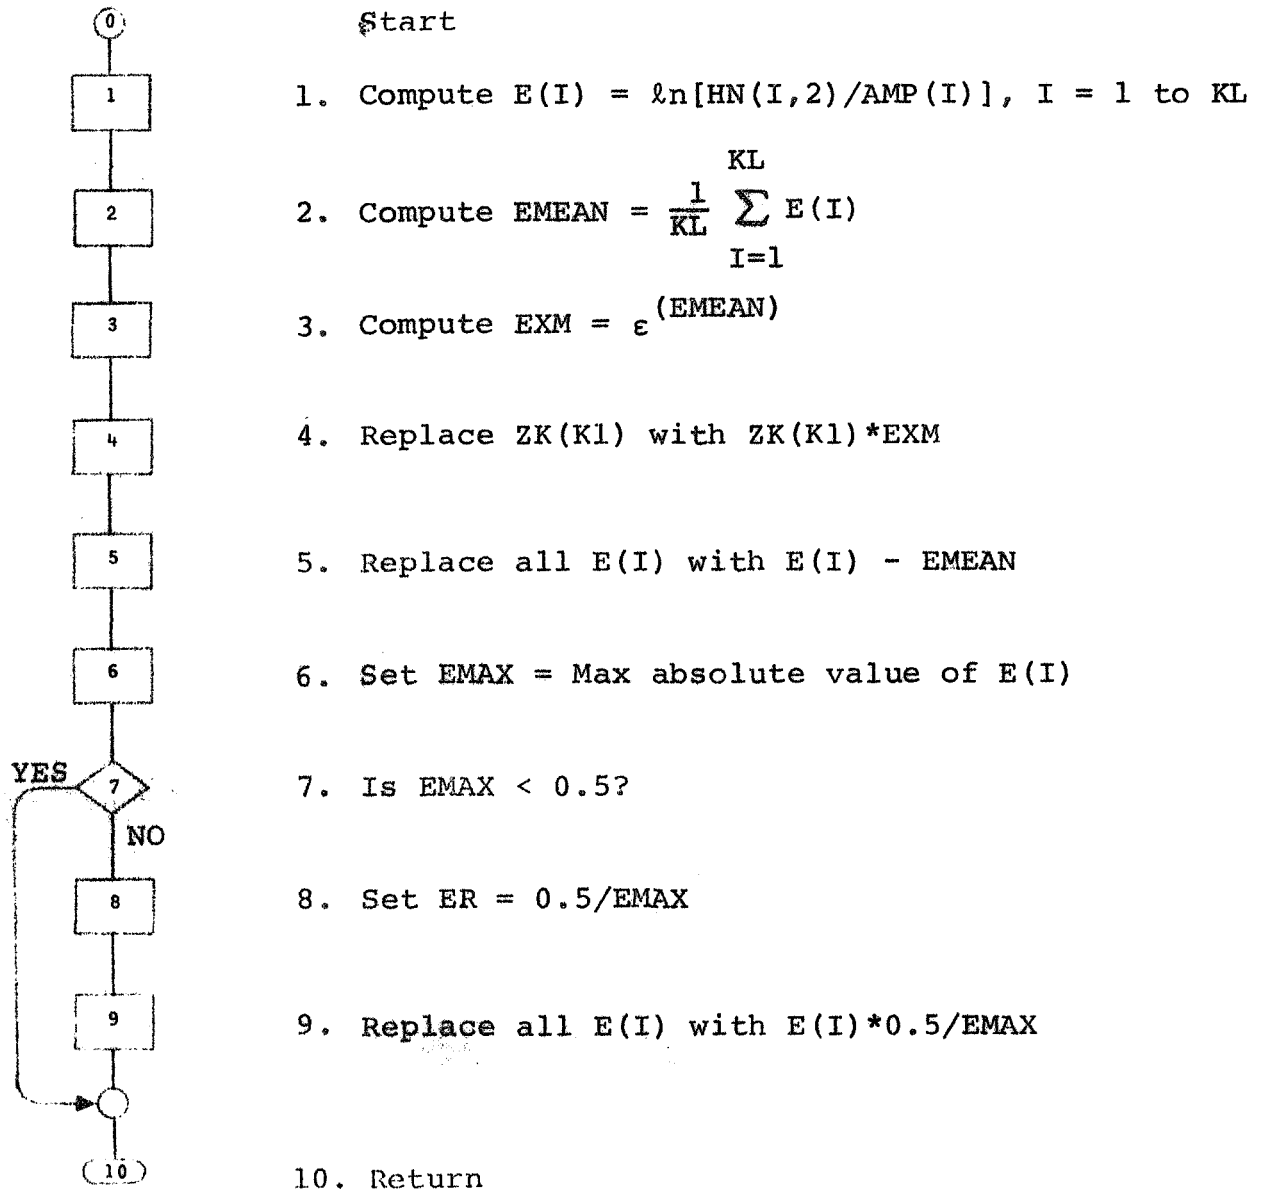 0 Start
1 1. Compute E(I) = ℓn[HN(I,2)/AMP(I)], I = 1 to KL
KL
2 2. Compute EMEAN = 1/KL ∑ E(I)
I=1
3 3. Compute EXM = ε(EMEAN)
4 4. Replace ZK(K1) with ZK(K1)*EXM
5 5. Replace all E(I) with E(I) - EMEAN
6 6. Set EMAX = Max absolute value of E(I)
YES 7 7. Is EMAX < 0.5?
NO
8 8. Set ER = 0.5/EMAX
9 9. Replace all E(I) with E(I)*0.5/EMAX
10 10. Return